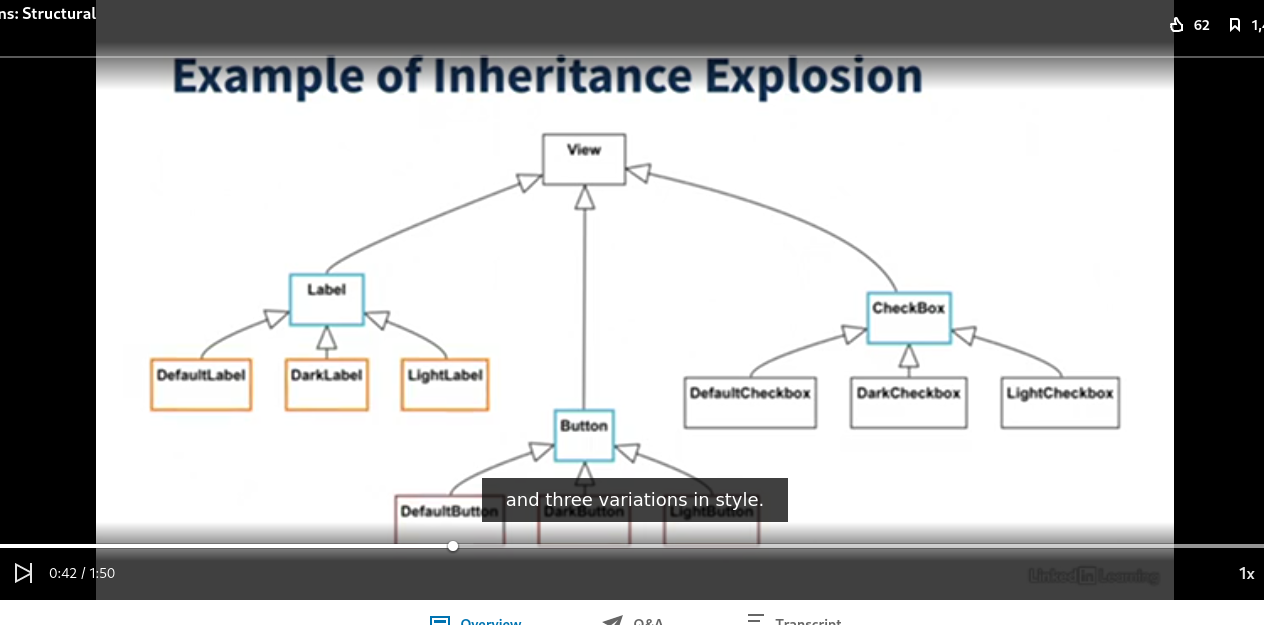 ns: Structural
62
1,4
Example of Inheritance Explosion
View
Label
CheckBox
DefaultLabel
DarkLabel
LightLabel
DefaultCheckbox
DarkCheckbox
LightCheckbox
Button
and three variations in style.
DefaultButton
DarkButton
LightButton
0:42 / 1:50
LinkedIn Learning
1x
Overview
Q&A
Transcript